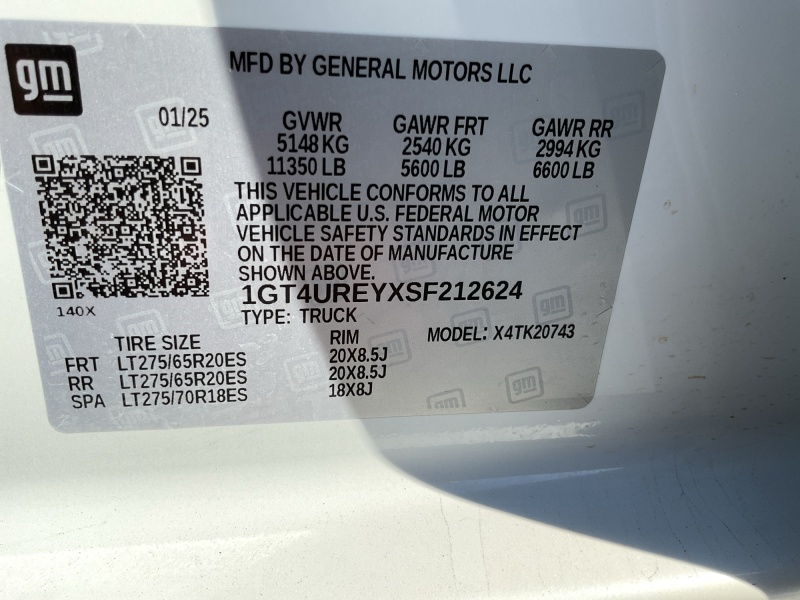 gm
MFD BY GENERAL MOTORS LLC
01/25 GVWR GAWR FRT GAWR RR
5148 KG 2540 KG 2994 KG
11350 LB 5600 LB 6600 LB
THIS VEHICLE CONFORMS TO ALL
APPLICABLE U.S. FEDERAL MOTOR
VEHICLE SAFETY STANDARDS IN EFFECT
ON THE DATE OF MANUFACTURE
SHOWN ABOVE.
1GT4UREYXSF212624
140X
TYPE: TRUCK
TIRE SIZE RIM MODEL: X4TK20743
FRT LT275/65R20ES 20X8.5J
RR LT275/65R20ES 20X8.5J
SPA LT275/70R18ES 18X8J